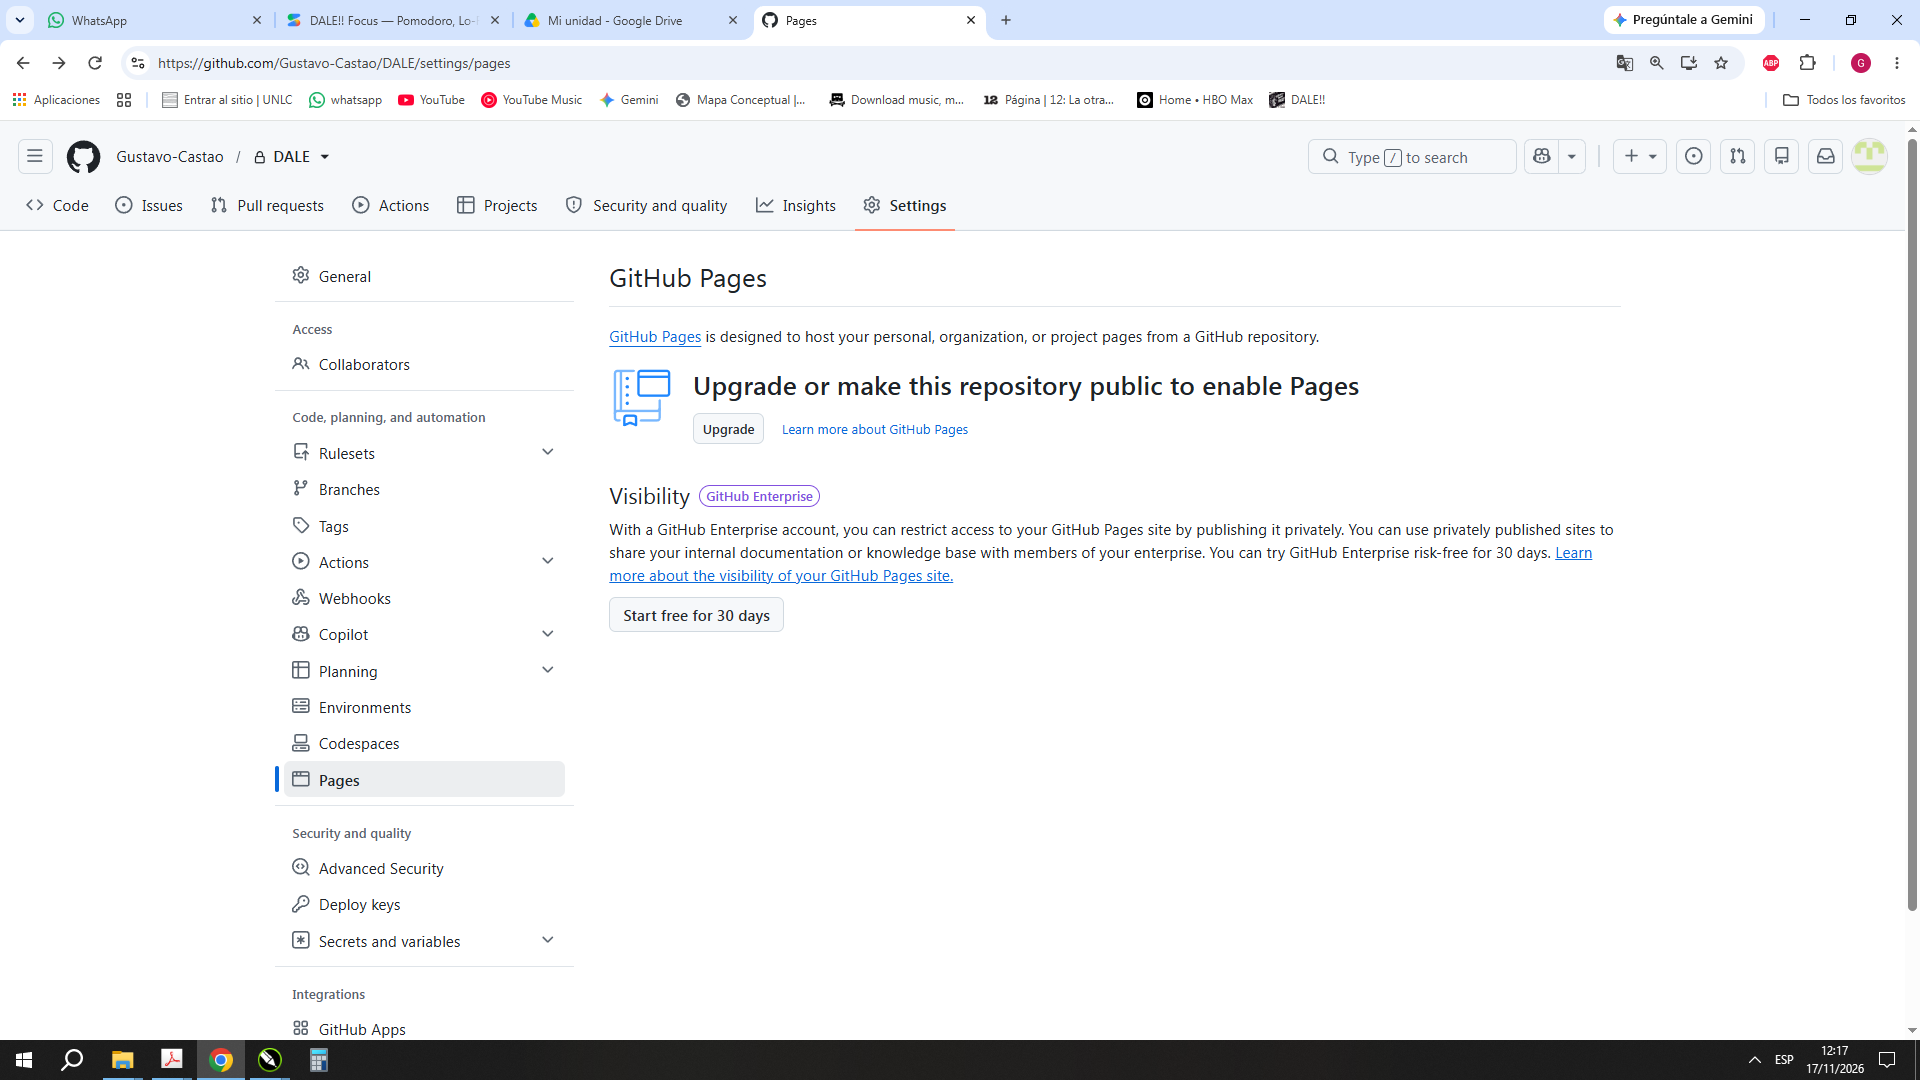 WhatsApp
DALE!! Focus — Pomodoro, Lo-
Mi unidad - Google Drive
Pages
Pregúntale a Gemini
https://github.com/Gustavo-Castao/DALE/settings/pages
ABP
G
Aplicaciones
Entrar al sitio | UNLC
whatsapp
YouTube
YouTube Music
Gemini
Mapa Conceptual |...
Download music, m...
12 Página | 12: La otra...
Home • HBO Max
DALE!!
Todos los favoritos
Gustavo-Castao / DALE
Type / to search
Code
Issues
Pull requests
Actions
Projects
Security and quality
Insights
Settings
General
Access
Collaborators
Code, planning, and automation
Rulesets
Branches
Tags
Actions
Webhooks
Copilot
Planning
Environments
Codespaces
Pages
Security and quality
Advanced Security
Deploy keys
Secrets and variables
Integrations
GitHub Apps
GitHub Pages
GitHub Pages is designed to host your personal, organization, or project pages from a GitHub repository.
Upgrade or make this repository public to enable Pages
Upgrade
Learn more about GitHub Pages
Visibility GitHub Enterprise
With a GitHub Enterprise account, you can restrict access to your GitHub Pages site by publishing it privately. You can use privately published sites to
share your internal documentation or knowledge base with members of your enterprise. You can try GitHub Enterprise risk-free for 30 days. Learn
more about the visibility of your GitHub Pages site.
Start free for 30 days
ESP
12:17
17/11/2026